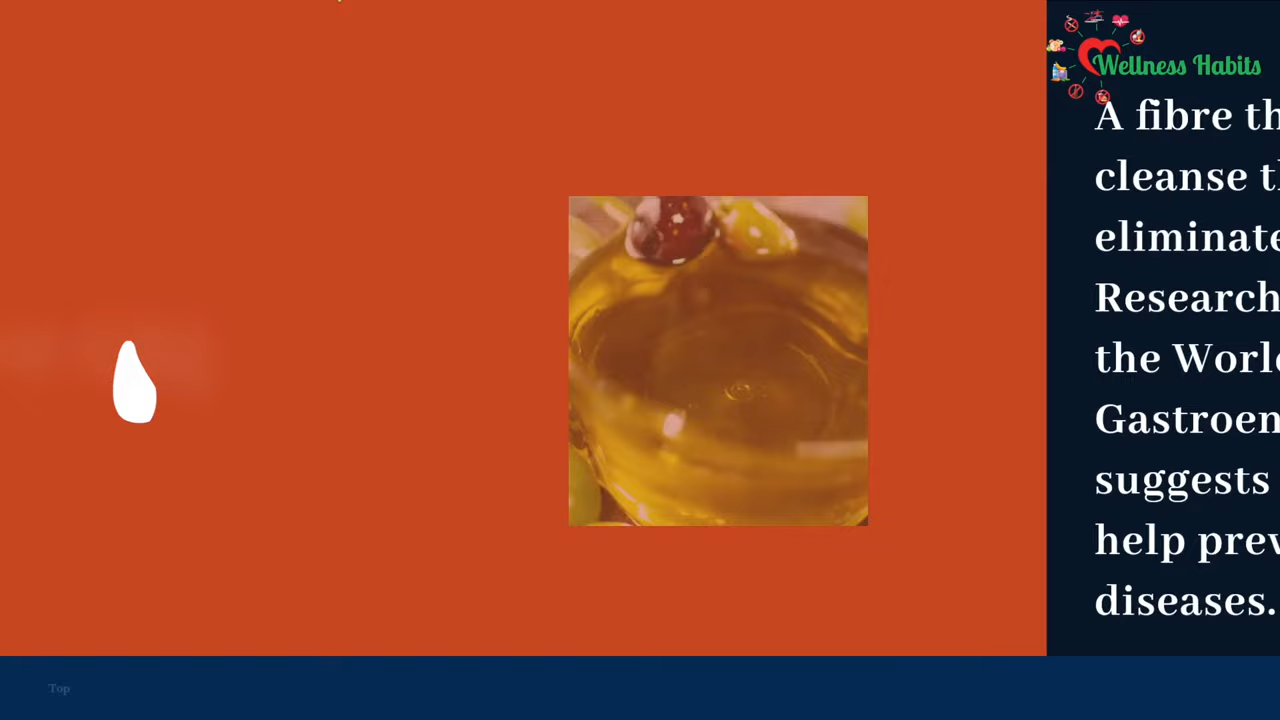 Wellness Habits
A fibre th
cleanse t
eliminate
Research
the Worl
Gastroen
suggests
help prev
diseases.
Top